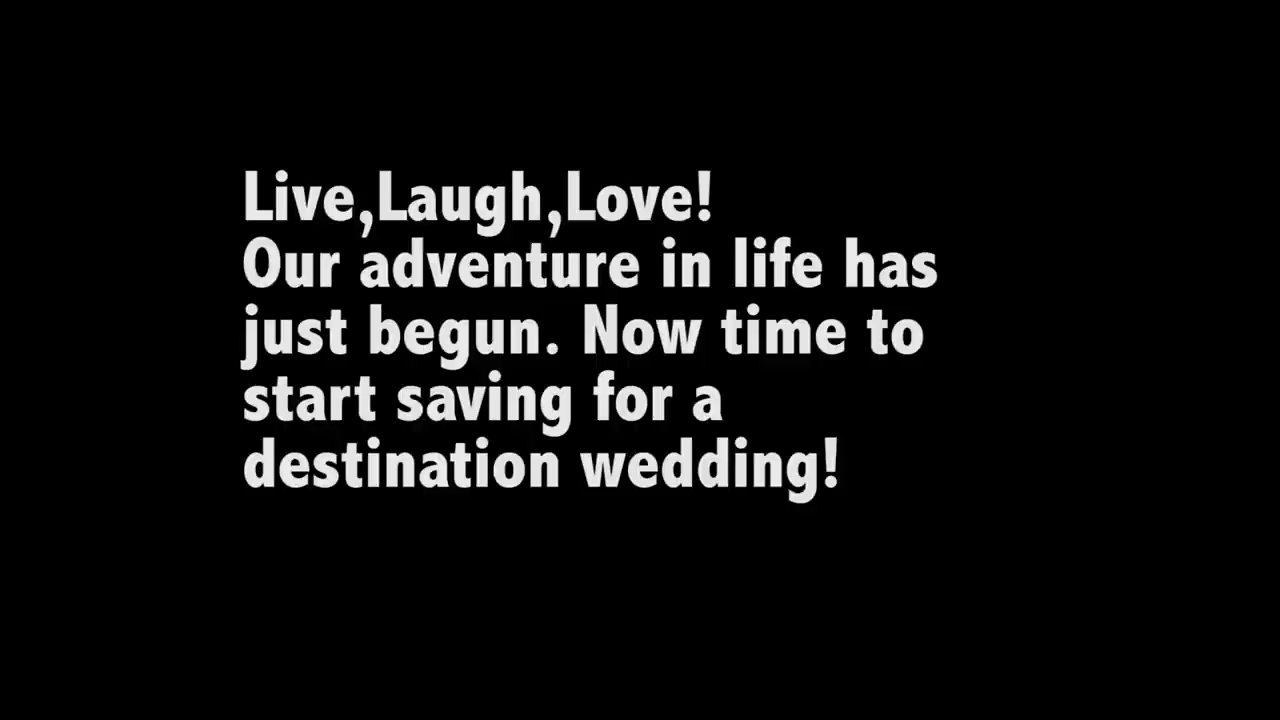 Live,Laugh,Love!
Our adventure in life has
just begun. Now time to
start saving for a
destination wedding!